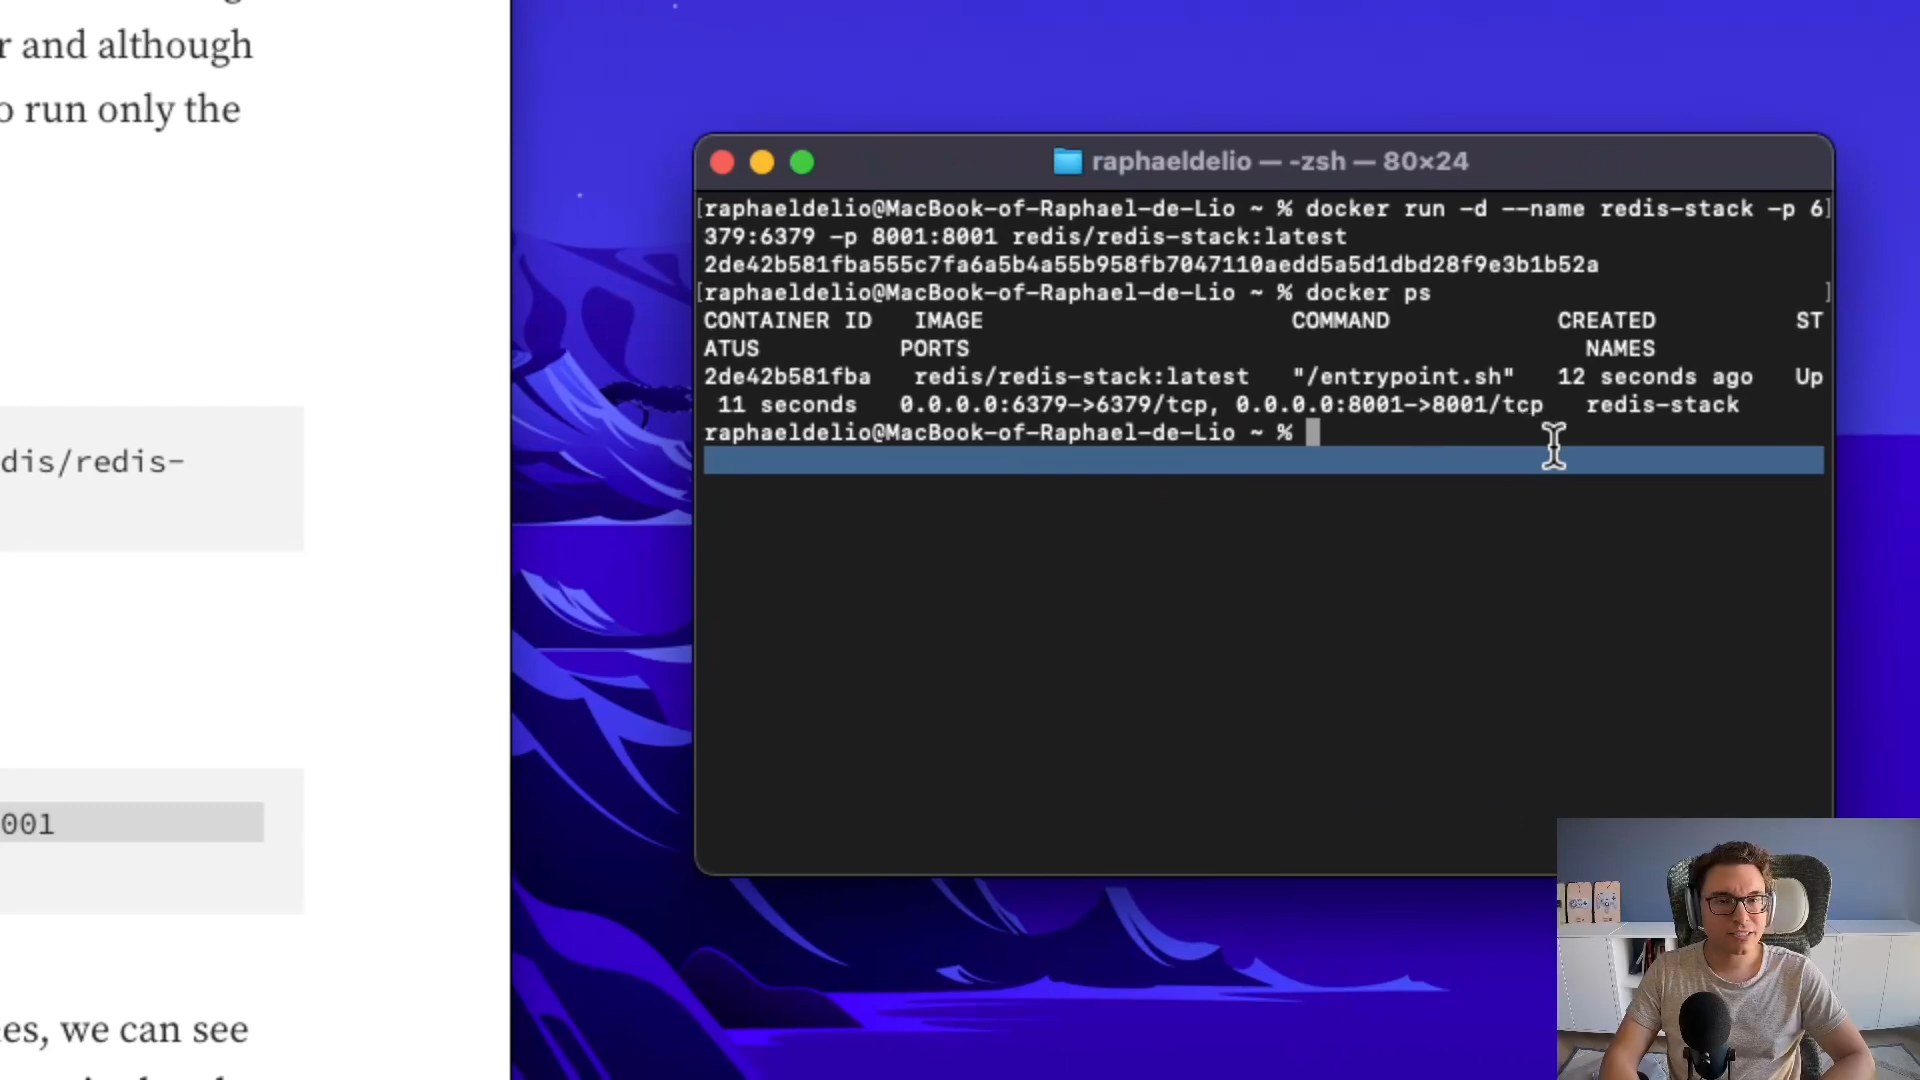 r and although
o run only the
dis/redis-
001
es, we can see
raphaeldelio — -zsh — 80×24
[raphaeldelio@MacBook-of-Raphael-de-Lio ~ % docker run -d --name redis-stack -p 6]
379:6379 -p 8001:8001 redis/redis-stack:latest
2de42b581fba555c7fa6a5b4a55b958fb7047110aedd5a5d1dbd28f9e3b1b52a
[raphaeldelio@MacBook-of-Raphael-de-Lio ~ % docker ps ]
CONTAINER ID IMAGE COMMAND CREATED ST
ATUS PORTS NAMES
2de42b581fba redis/redis-stack:latest "/entrypoint.sh" 12 seconds ago Up
11 seconds 0.0.0.0:6379->6379/tcp, 0.0.0.0:8001->8001/tcp redis-stack
raphaeldelio@MacBook-of-Raphael-de-Lio ~ %